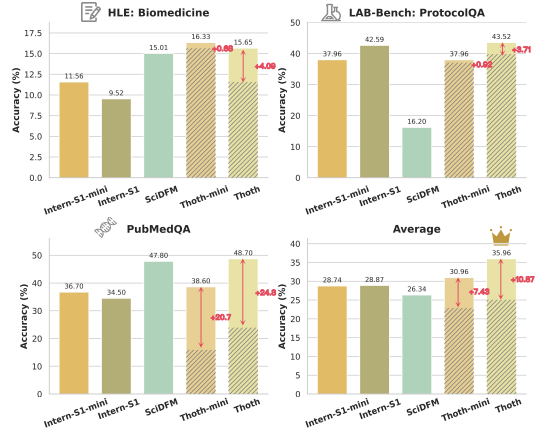 HLE: Biomedicine
Accuracy (%)
17.5
15.0
12.5
10.0
7.5
5.0
2.5
0.0
11.56
9.52
15.01
16.33
15.65
+0.68
+4.09
Intern-S1-mini
Intern-S1
SciDFM
Thoth-mini
Thoth
LAB-Bench: ProtocolQA
Accuracy (%)
50
40
30
20
10
0
37.96
42.59
16.20
37.96
43.52
+0.92
+3.71
Intern-S1-mini
Intern-S1
SciDFM
Thoth-mini
Thoth
PubMedQA
Accuracy (%)
50
40
30
20
10
0
36.70
34.50
47.80
38.60
48.70
+20.7
+24.8
Intern-S1-mini
Intern-S1
SciDFM
Thoth-mini
Thoth
Average
Accuracy (%)
40
35
30
25
20
15
10
5
0
28.74
28.87
26.34
30.96
35.96
+7.43
+10.87
Intern-S1-mini
Intern-S1
SciDFM
Thoth-mini
Thoth